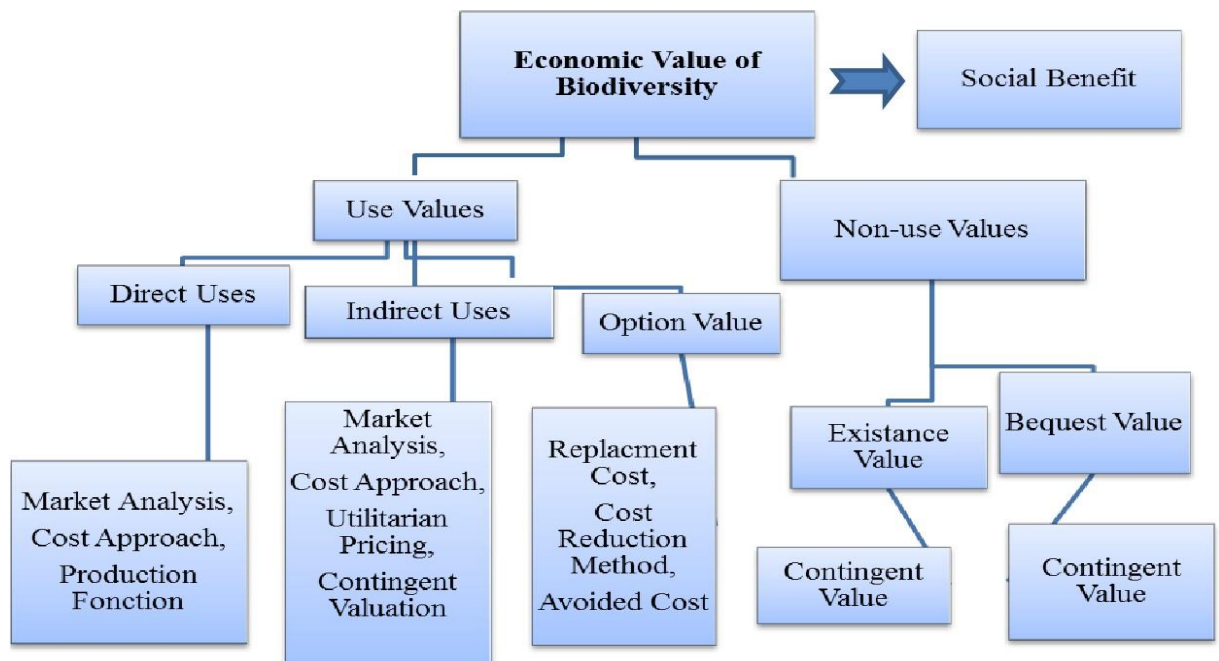 Economic Value of
Biodiversity
Social Benefit
Use Values
Non-use Values
Direct Uses
Indirect Uses
Option Value
Existance
Value
Bequest Value
Market Analysis,
Cost Approach,
Production
Fonction
Market
Analysis,
Cost Approach,
Utilitarian
Pricing,
Contingent
Valuation
Replacment
Cost,
Cost
Reduction
Method,
Avoided Cost
Contingent
Value
Contingent
Value